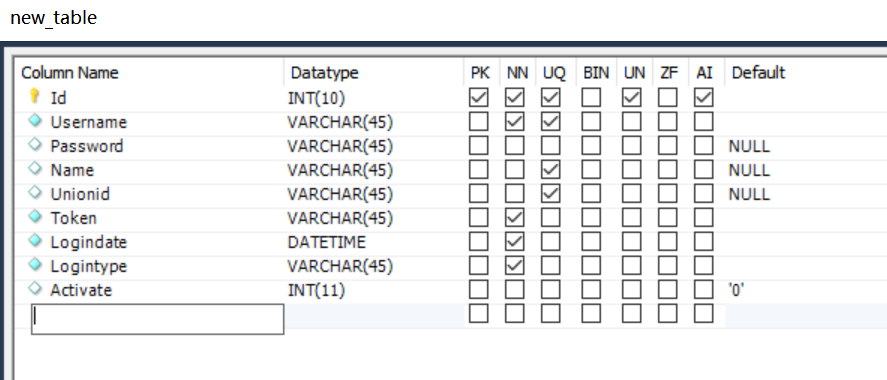 new_table
Column Name Datatype PK NN UQ BIN UN ZF AI Default
Id INT(10)
Username VARCHAR(45)
Password VARCHAR(45) NULL
Name VARCHAR(45) NULL
Unionid VARCHAR(45) NULL
Token VARCHAR(45)
Logindate DATETIME
Logintype VARCHAR(45)
Activate INT(11) '0'